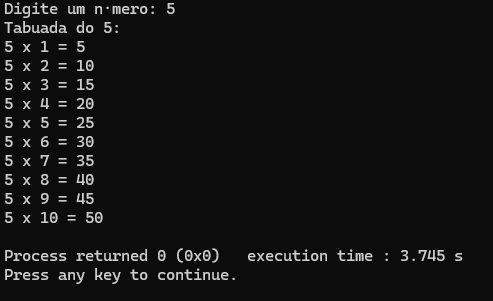 Digite um n·mero: 5
Tabuada do 5:
5 x 1 = 5
5 x 2 = 10
5 x 3 = 15
5 x 4 = 20
5 x 5 = 25
5 x 6 = 30
5 x 7 = 35
5 x 8 = 40
5 x 9 = 45
5 x 10 = 50
Process returned 0 (0x0)   execution time : 3.745 s
Press any key to continue.